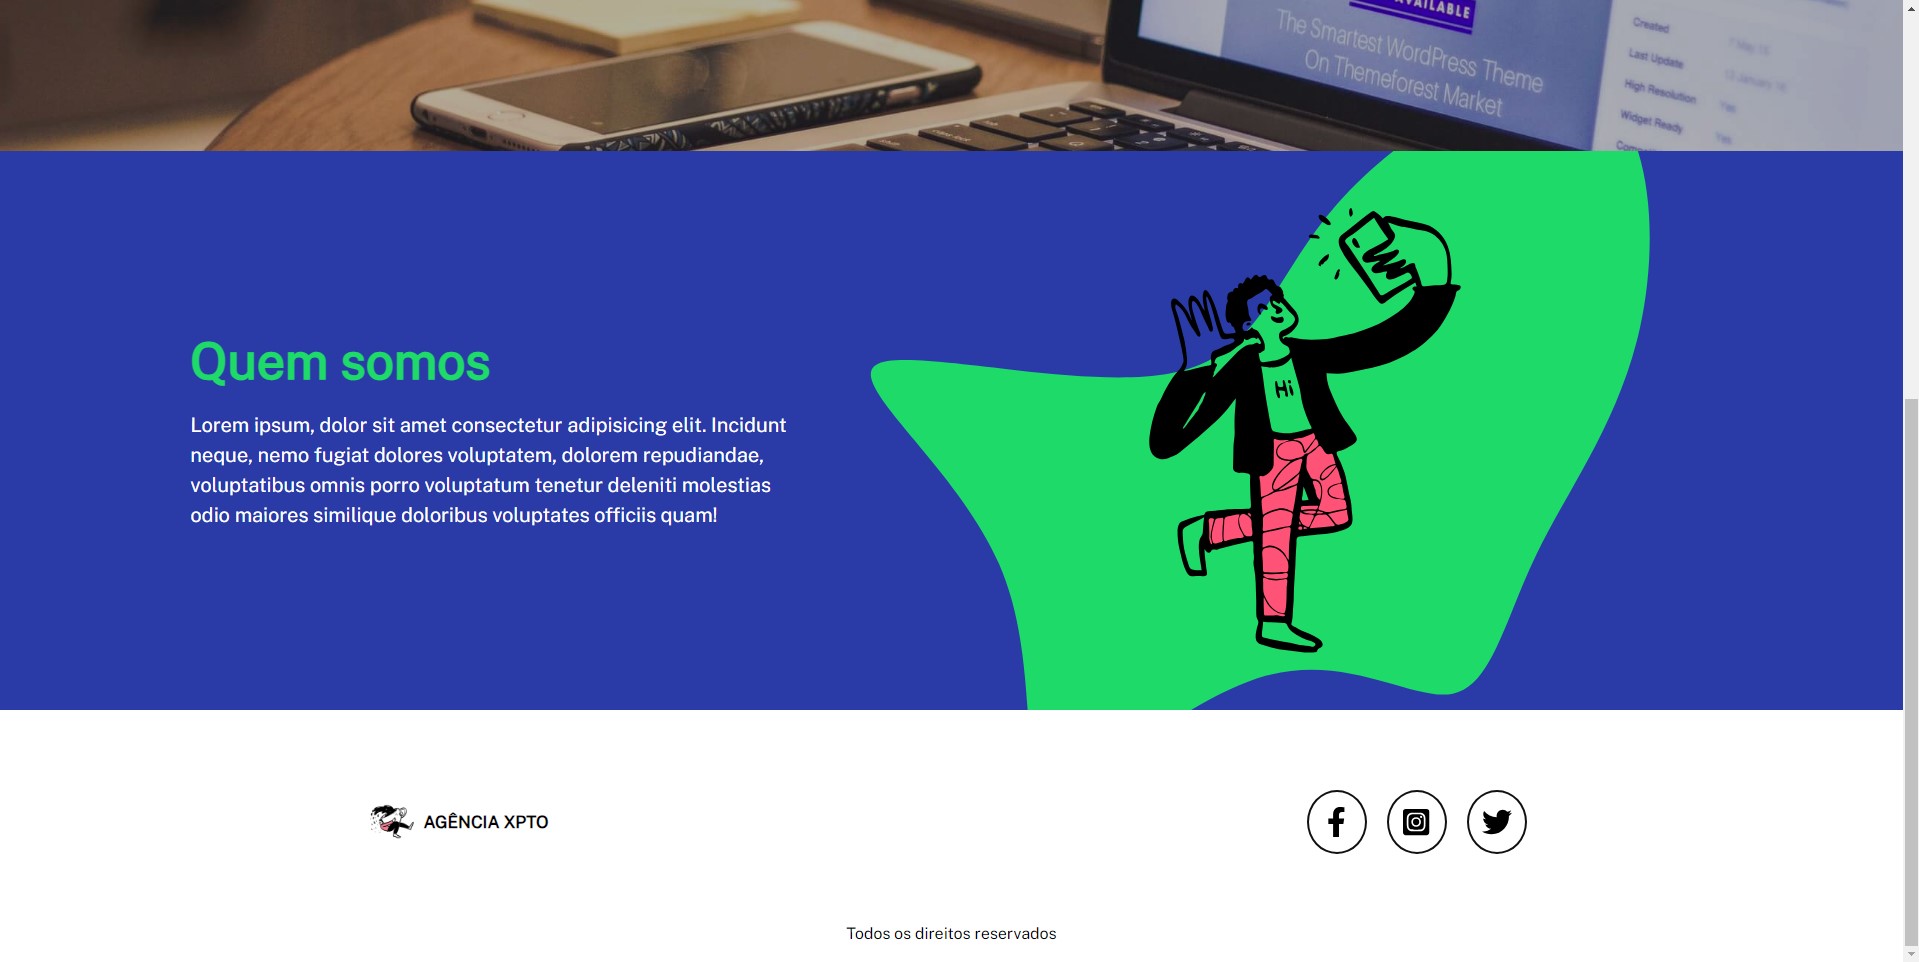 AVAILABLE
The Smartest WordPress Theme
On Themeforest Market
Created
Last Update
High Resolution
Yes
Widget Ready
Yes
Quem somos
Lorem ipsum, dolor sit amet consectetur adipisicing elit. Incidunt
neque, nemo fugiat dolores voluptatem, dolorem repudiandae,
voluptatibus omnis porro voluptatum tenetur deleniti molestias
odio maiores similique doloribus voluptates officiis quam!
Hi
AGÊNCIA XPTO
Todos os direitos reservados